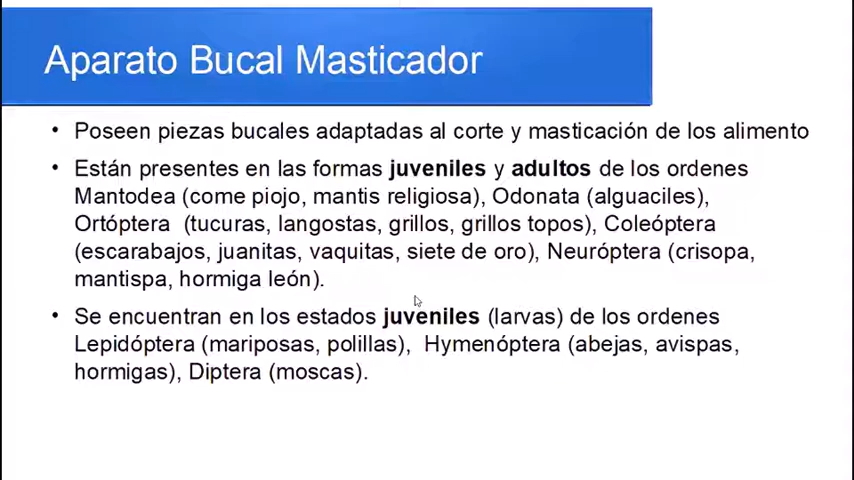 Aparato Bucal Masticador
• Poseen piezas bucales adaptadas al corte y masticación de los alimento
• Están presentes en las formas juveniles y adultos de los ordenes
Mantodea (come piojo, mantis religiosa), Odonata (alguaciles),
Ortóptera (tucuras, langostas, grillos, grillos topos), Coleóptera
(escarabajos, juanitas, vaquitas, siete de oro), Neuróptera (crisopa,
mantispa, hormiga león).
• Se encuentran en los estados juveniles (larvas) de los ordenes
Lepidóptera (mariposas, polillas), Hymenóptera (abejas, avispas,
hormigas), Diptera (moscas).